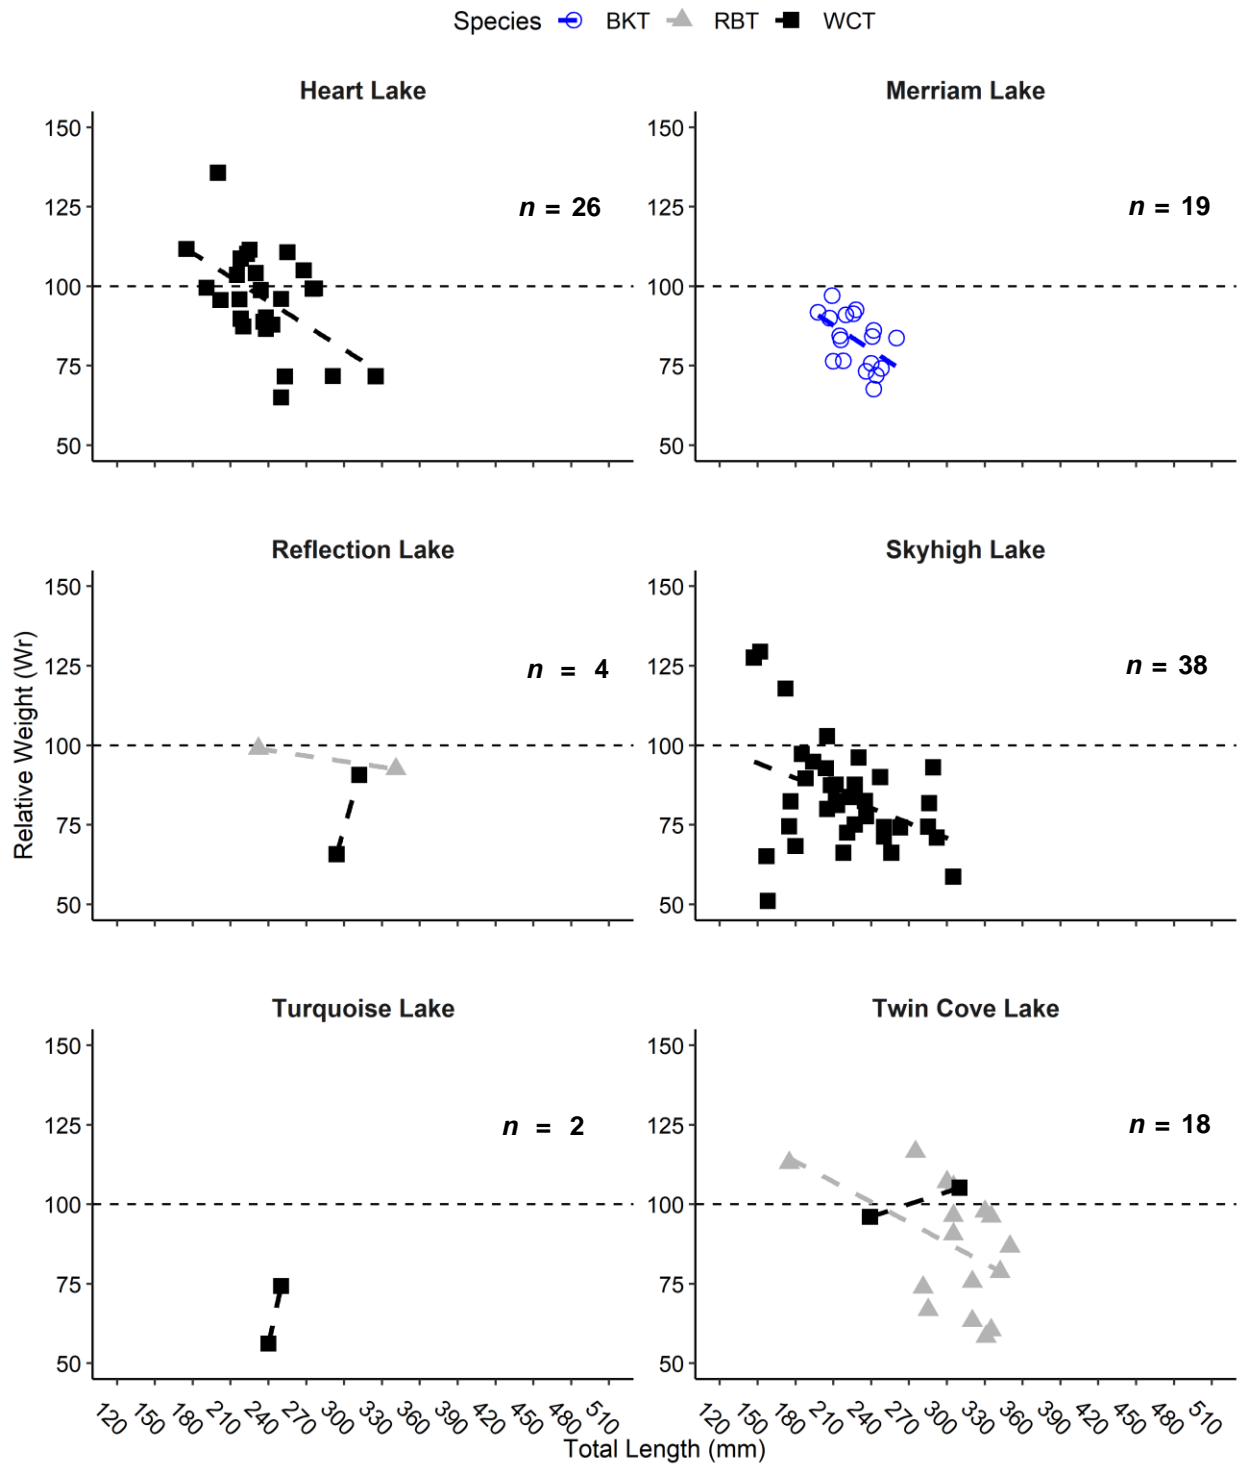 Species BKT RBT WCT
Heart Lake Merriam Lake
150 150
125 n = 26 125 n = 19
100 100
75 75
50 50
Reflection Lake Skyhigh Lake
150 150
125 n = 4 125 n = 38
100 100
75 75
50 50
Relative Weight (Wr)
Turquoise Lake Twin Cove Lake
150 150
125 n = 2 125 n = 18
100 100
75 75
50 50
120 150 180 210 240 270 300 330 360 390 420 450 480 510 120 150 180 210 240 270 300 330 360 390 420 450 480 510
Total Length (mm)